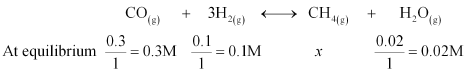 CO(g) + 3H2(g) ⟷ CH4(g) + H2O(g)
At equilibrium 0.3/1 = 0.3M 0.1/1 = 0.1M x 0.02/1 = 0.02M